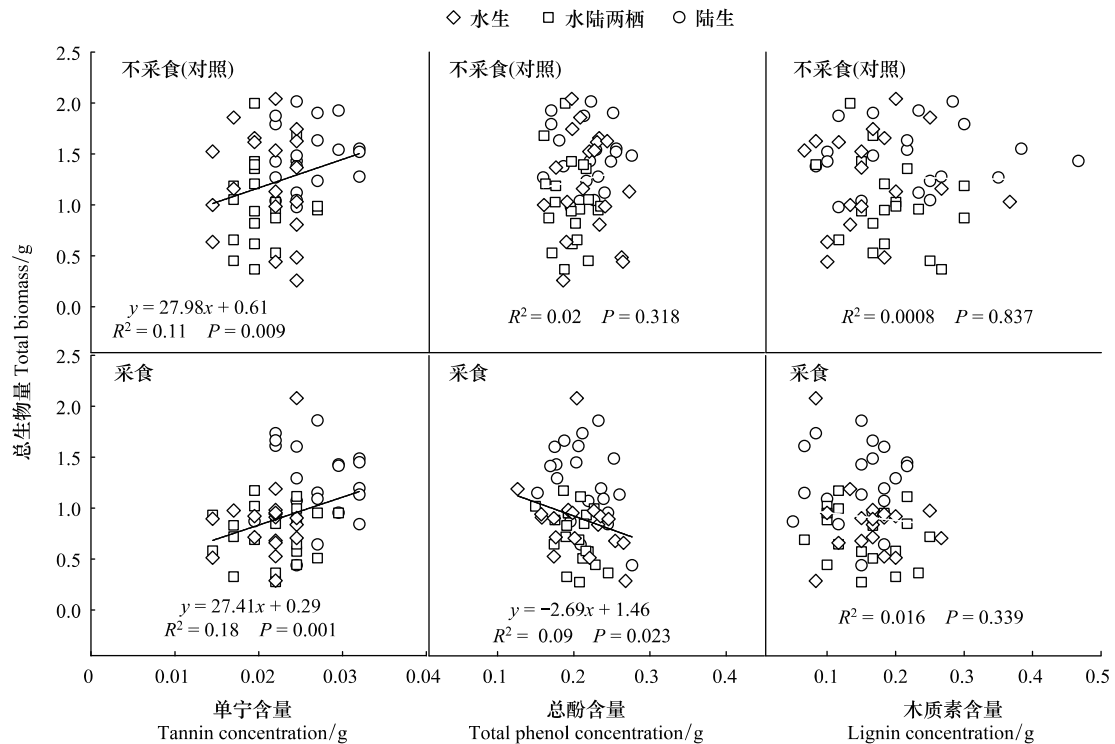 水生 水陆两栖 陆生
不采食(对照) 不采食(对照) 不采食(对照)
2.5
2.0
1.5
1.0
0.5
0.0
y = 27.98x + 0.61
R² = 0.11 P = 0.009
R² = 0.02 P = 0.318
R² = 0.0008 P = 0.837
总生物量 Total biomass/g
采食 采食 采食
2.5
2.0
1.5
1.0
0.5
0.0
y = 27.41x + 0.29
R² = 0.18 P = 0.001
y = −2.69x + 1.46
R² = 0.09 P = 0.023
R² = 0.016 P = 0.339
0 0.01 0.02 0.03 0.04 0.1 0.2 0.3 0.4 0.1 0.2 0.3 0.4 0.5
单宁含量 总酚含量 木质素含量
Tannin concentration/g Total phenol concentration/g Lignin concentration/g